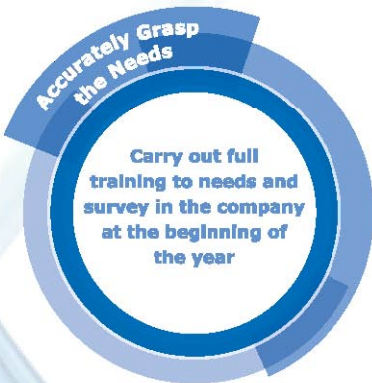 Accurately Grasp
the Needs
Carry out full
training to needs and
survey in the company
at the beginning of
the year